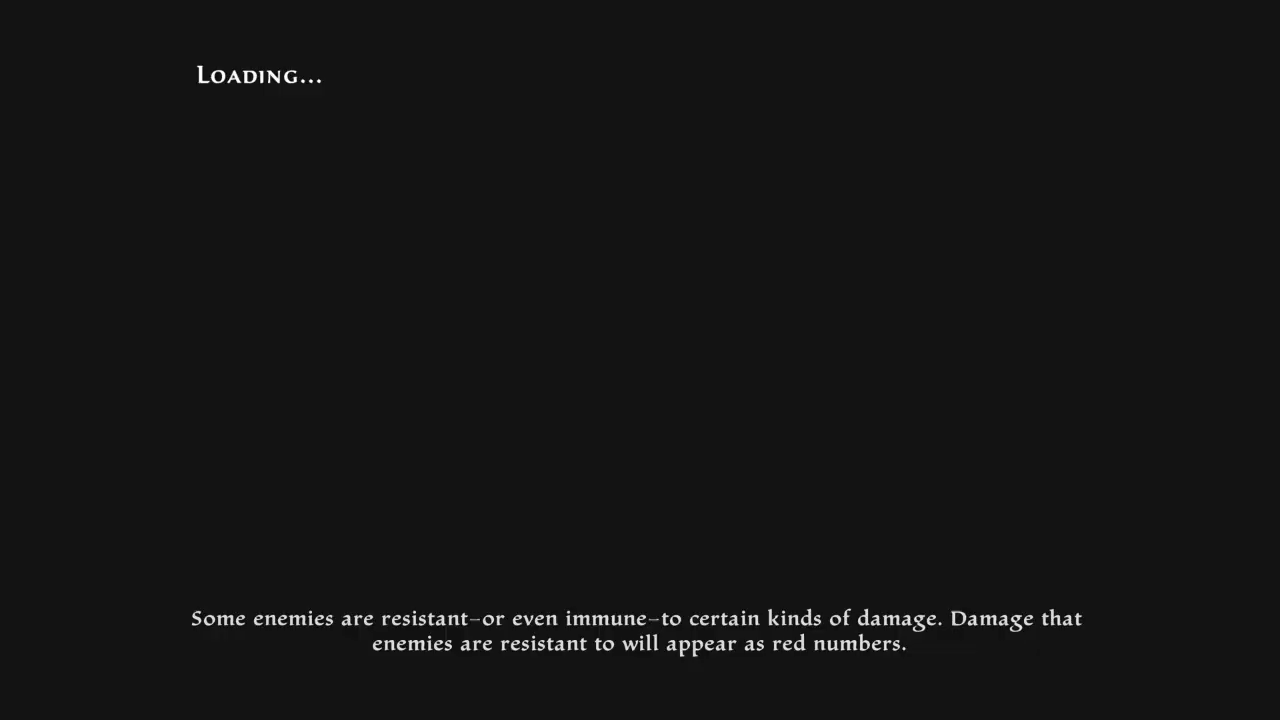 Loading...
Some enemies are resistant–or even immune–to certain kinds of damage. Damage that
enemies are resistant to will appear as red numbers.